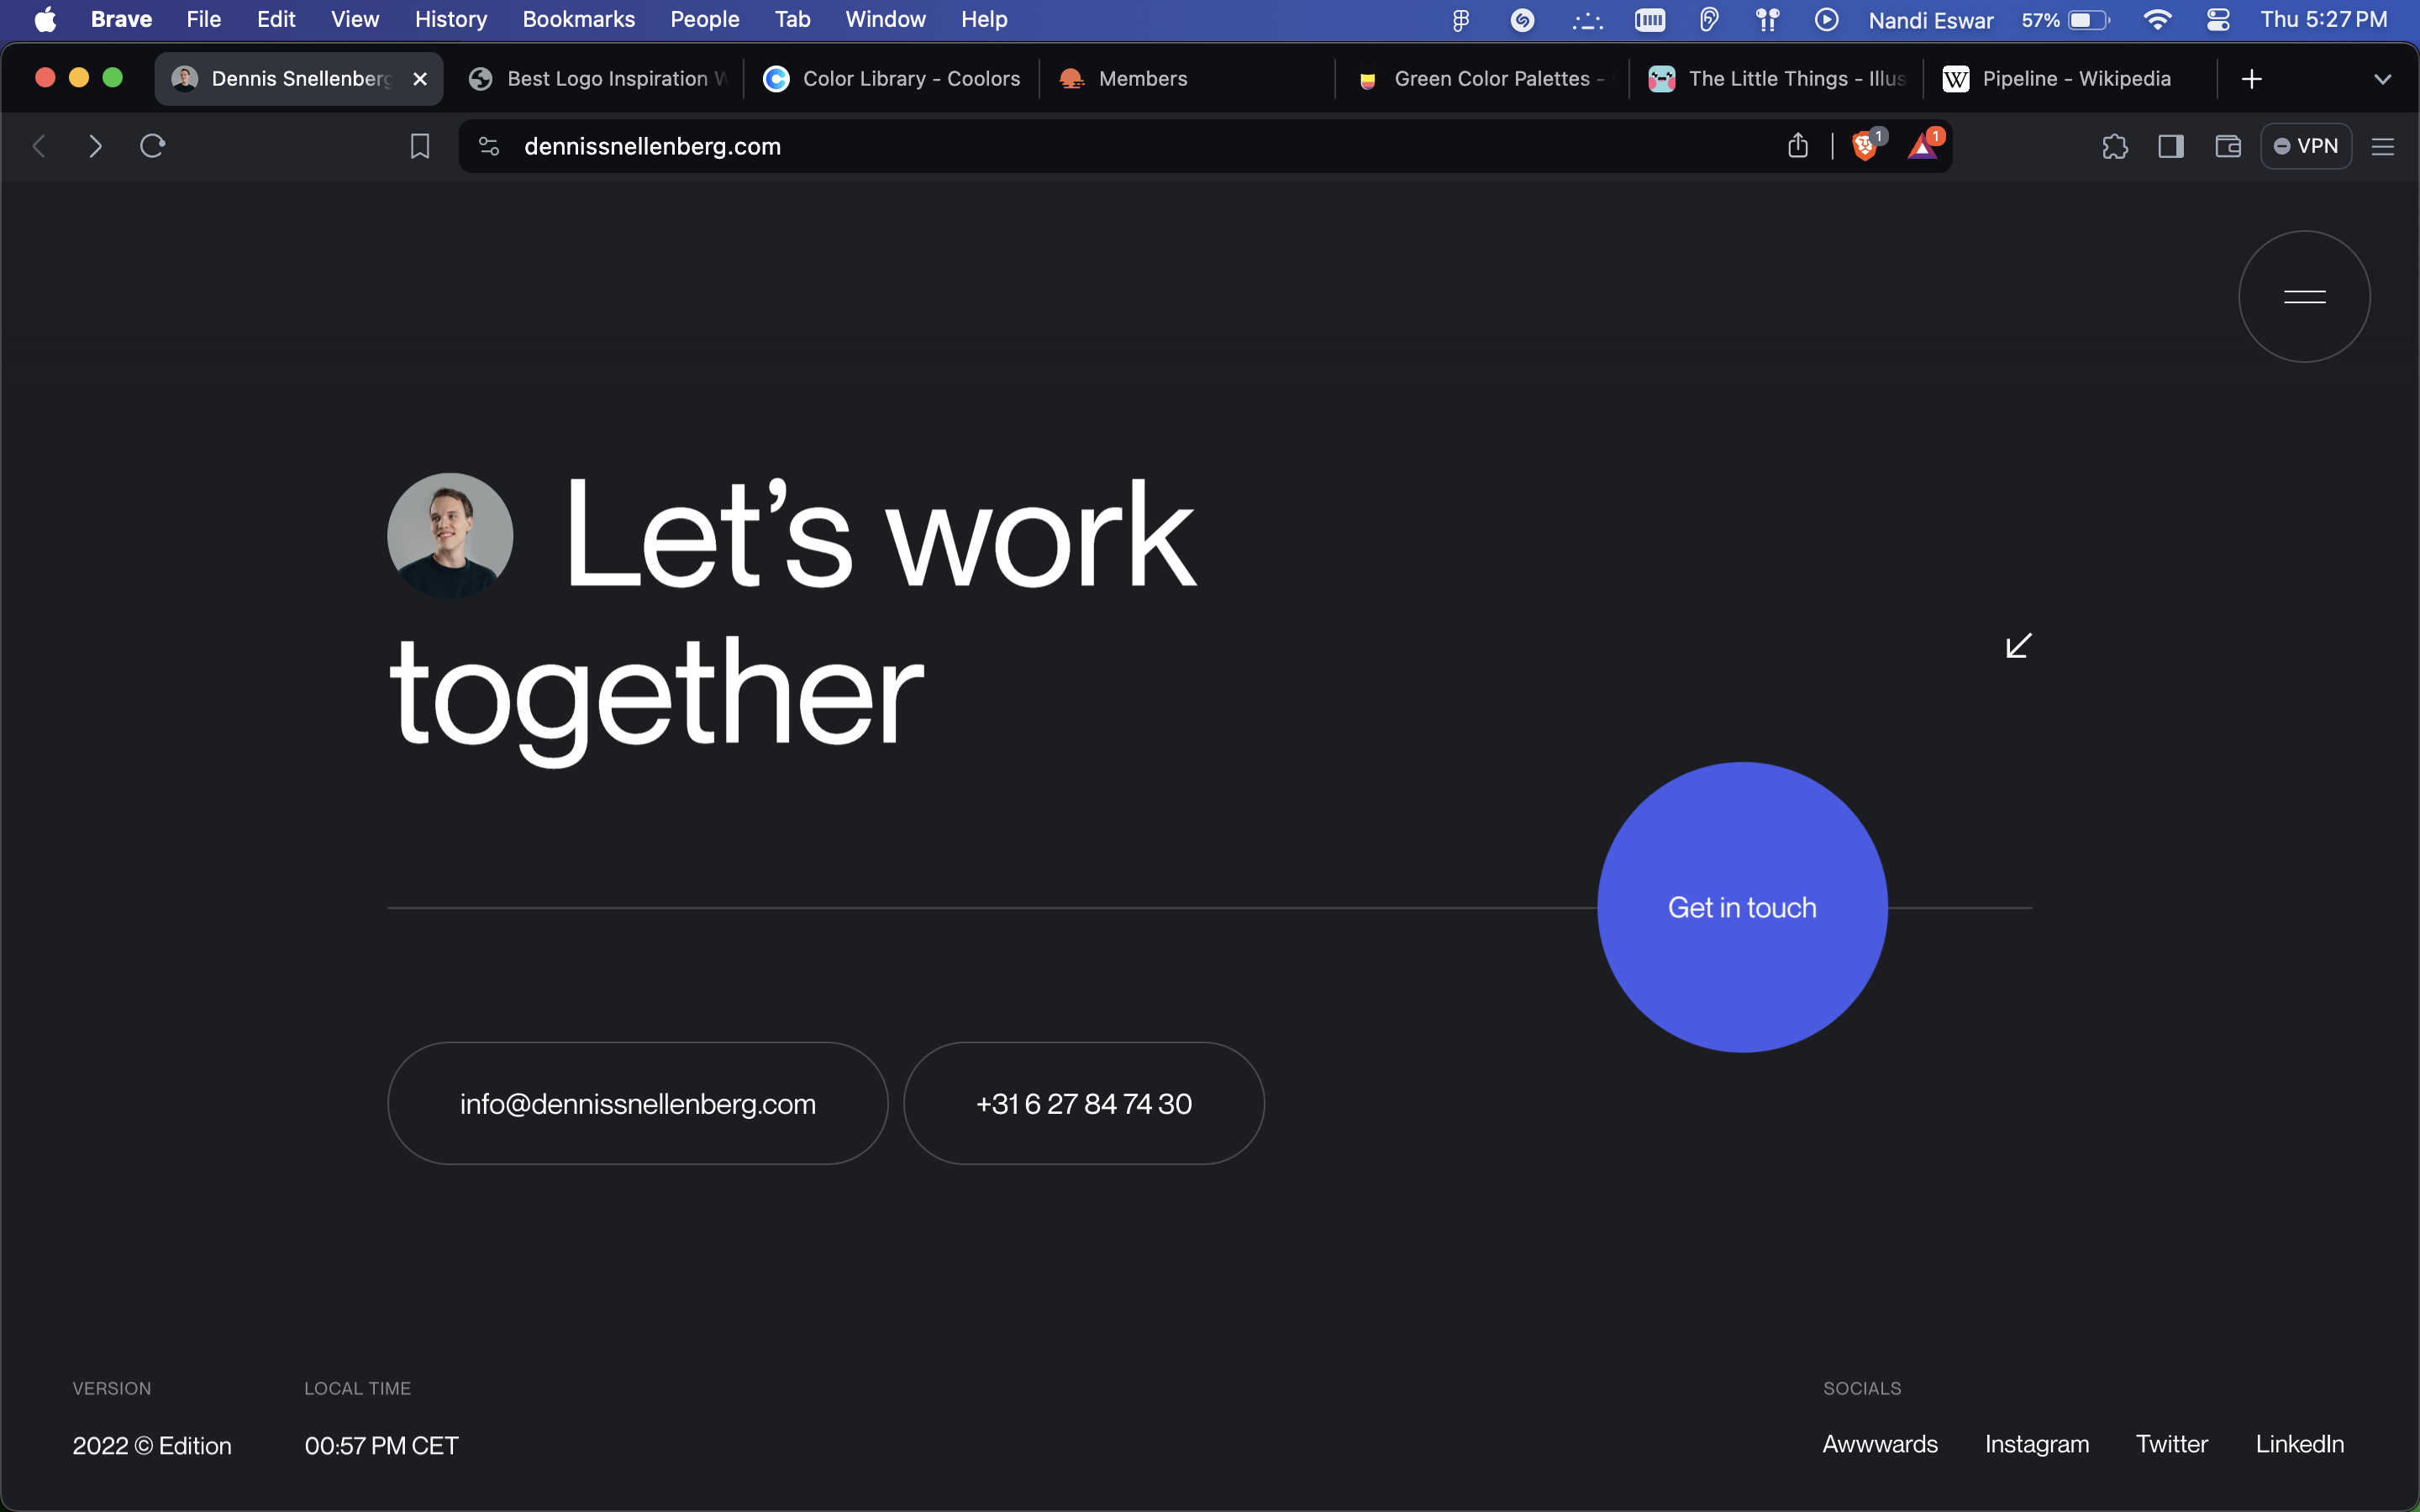 Brave File Edit View History Bookmarks People Tab Window Help Nandi Eswar 57% Thu 5:27 PM
Dennis Snellenberg Best Logo Inspiration Color Library - Coolors Members Green Color Palettes - The Little Things - Illus W Pipeline - Wikipedia
dennissnellenberg.com 1 1 VPN
Let’s work
together
Get in touch
info@dennissnellenberg.com +31 6 27 84 74 30
VERSION LOCAL TIME SOCIALS
2022 © Edition 00:57 PM CET Awwwards Instagram Twitter LinkedIn